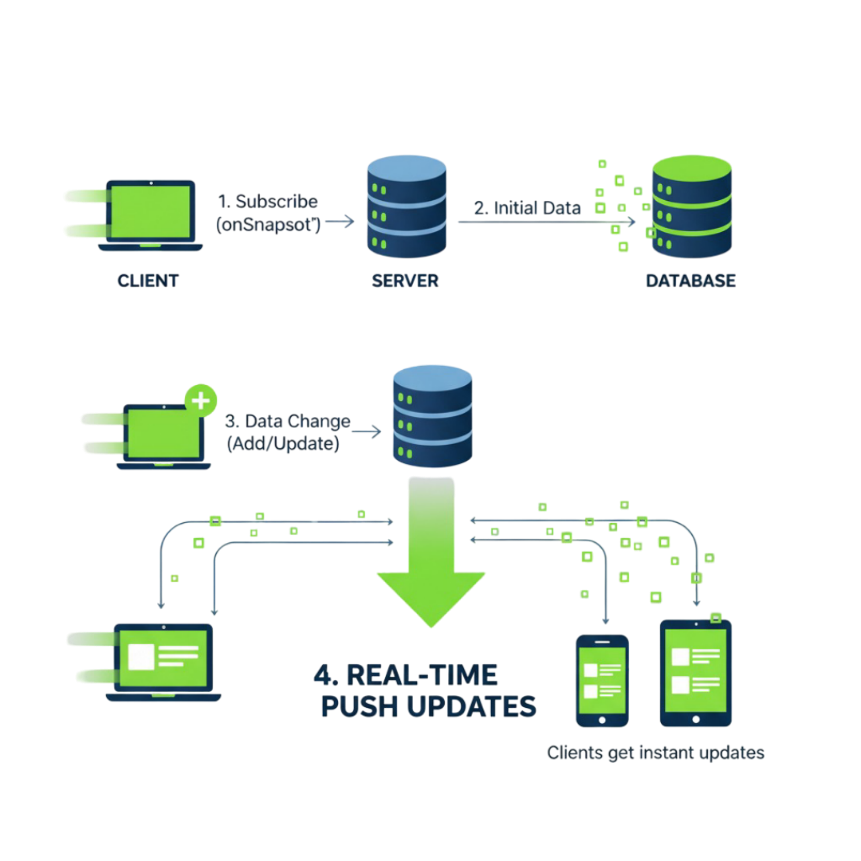 1. Subscribe
(onSnapsot”)
2. Initial Data
CLIENT
SERVER
DATABASE
3. Data Change
(Add/Update)
4. REAL-TIME
PUSH UPDATES
Clients get instant updates